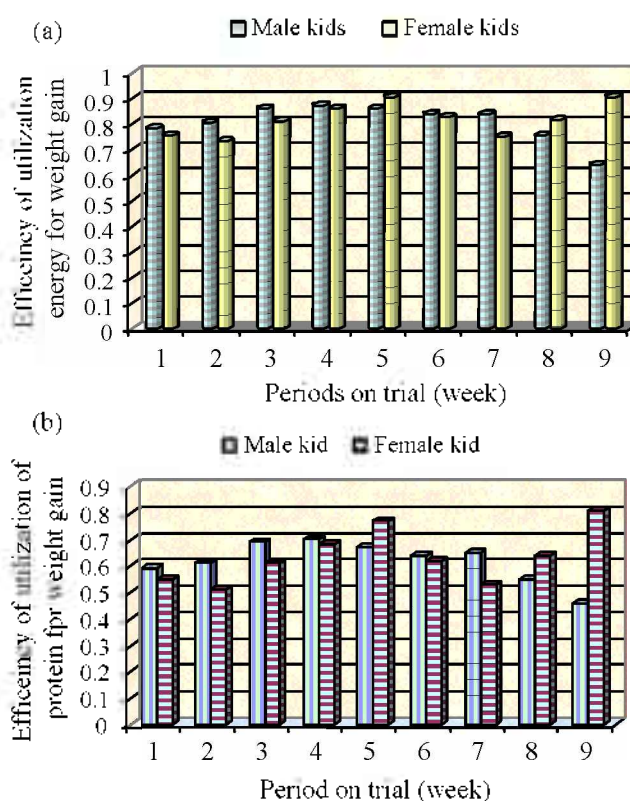 (a)
Male kids Female kids
Efficiency of utilization
energy for weight gain
1
0.9
0.8
0.7
0.6
0.5
0.4
0.3
0.2
0.1
0
1 2 3 4 5 6 7 8 9
Periods on trial (week)
(b)
Male kid Female kid
Efficemcy of utilization of
protein fpr weight gain
0.9
0.8
0.7
0.6
0.5
0.4
0.3
0.2
0.1
0
1 2 3 4 5 6 7 8 9
Period on trial (week)